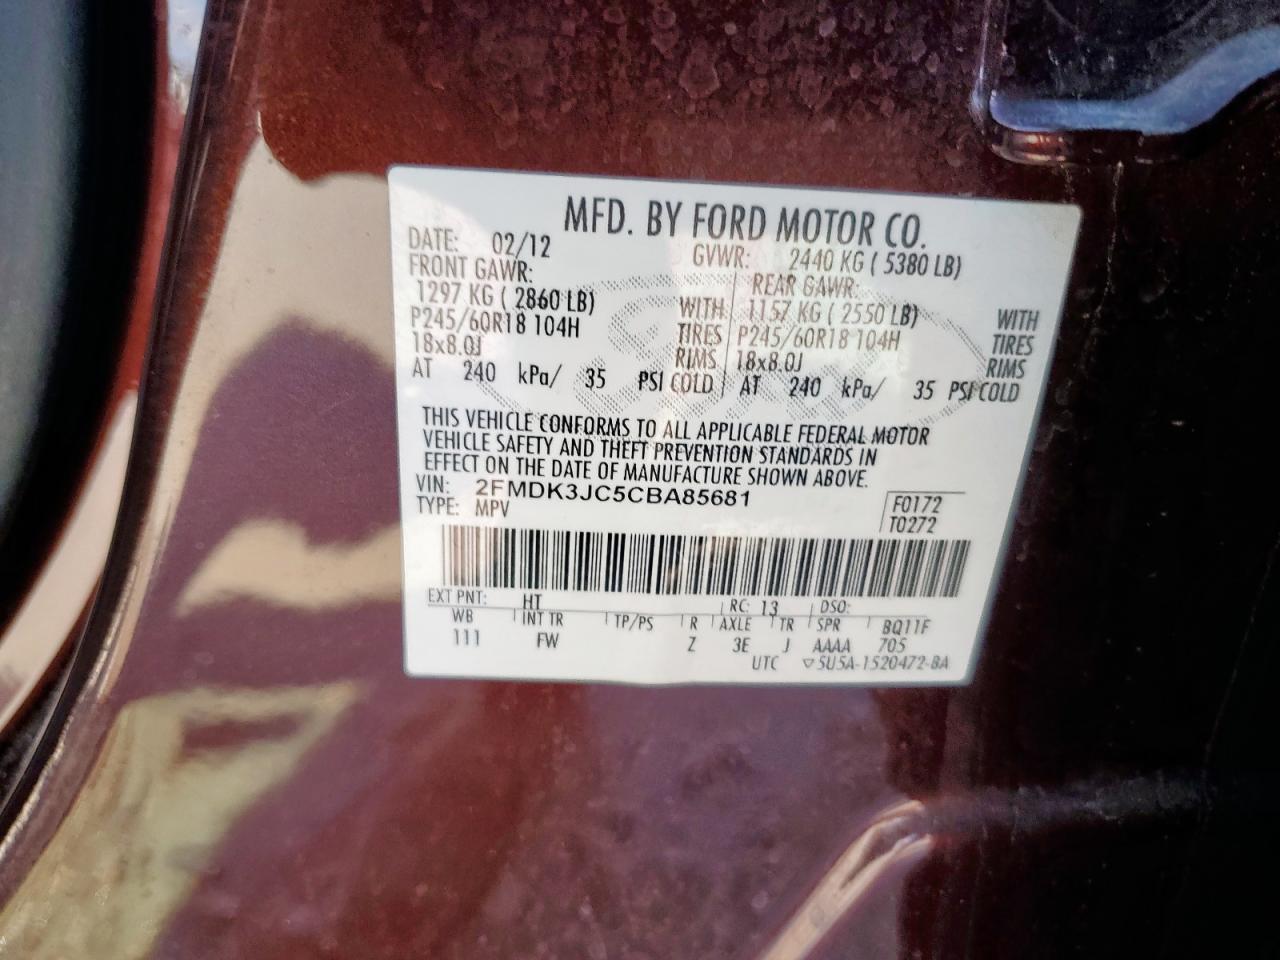 MFD. BY FORD MOTOR CO.
DATE: 02/12 GVWR: 2440 KG ( 5380 LB)
FRONT GAWR: REAR GAWR:
1297 KG ( 2860 LB) WITH 1157 KG ( 2550 LB) WITH
P245/60R18 104H TIRES P245/60R18 104H TIRES
18x8.0J RIMS 18x8.0J RIMS
AT 240 kPa/ 35 PSI COLD AT 240 kPa/ 35 PSI COLD
THIS VEHICLE CONFORMS TO ALL APPLICABLE FEDERAL MOTOR
VEHICLE SAFETY AND THEFT PREVENTION STANDARDS IN
EFFECT ON THE DATE OF MANUFACTURE SHOWN ABOVE.
VIN: 2FMDK3JC5CBA85681 F0172
TYPE: MPV T0272
EXT PNT: HT RC: 13 DSO:
WB INT TR TP/PS R AXLE TR SPR BQ11F
111 FW Z 3E J AAAA 705
UTC ▽5U5A-1520472-BA